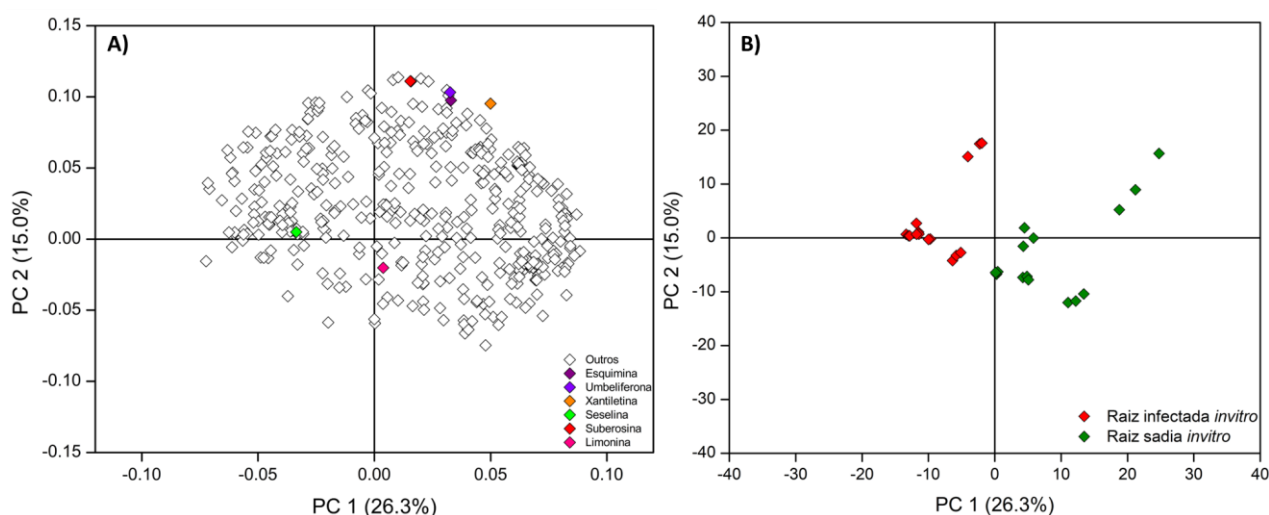 A)
0.15
0.10
0.05
0.00
-0.05
-0.10
-0.15
PC 2 (15.0%)
-0.10
-0.05
0.00
0.05
0.10
PC 1 (26.3%)
Outros
Esquimina
Umbeliferona
Xantiletina
Seselina
Suberosina
Limonina
B)
40
30
20
10
0
-10
-20
-30
-40
PC 2 (15.0%)
-40
-30
-20
-10
0
10
20
30
40
PC 1 (26.3%)
Raiz infectada invitro
Raiz sadia invitro